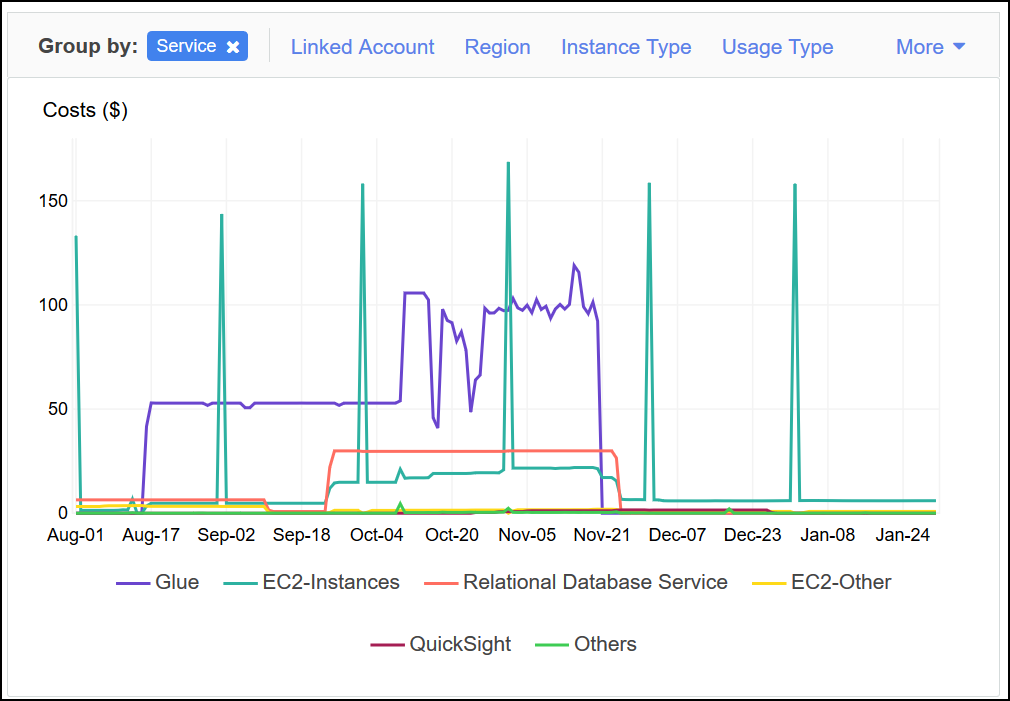 Group by: Service × Linked Account Region Instance Type Usage Type More
Costs ($)
150
100
50
0
Aug-01 Aug-17 Sep-02 Sep-18 Oct-04 Oct-20 Nov-05 Nov-21 Dec-07 Dec-23 Jan-08 Jan-24
Glue EC2-Instances Relational Database Service EC2-Other
QuickSight Others